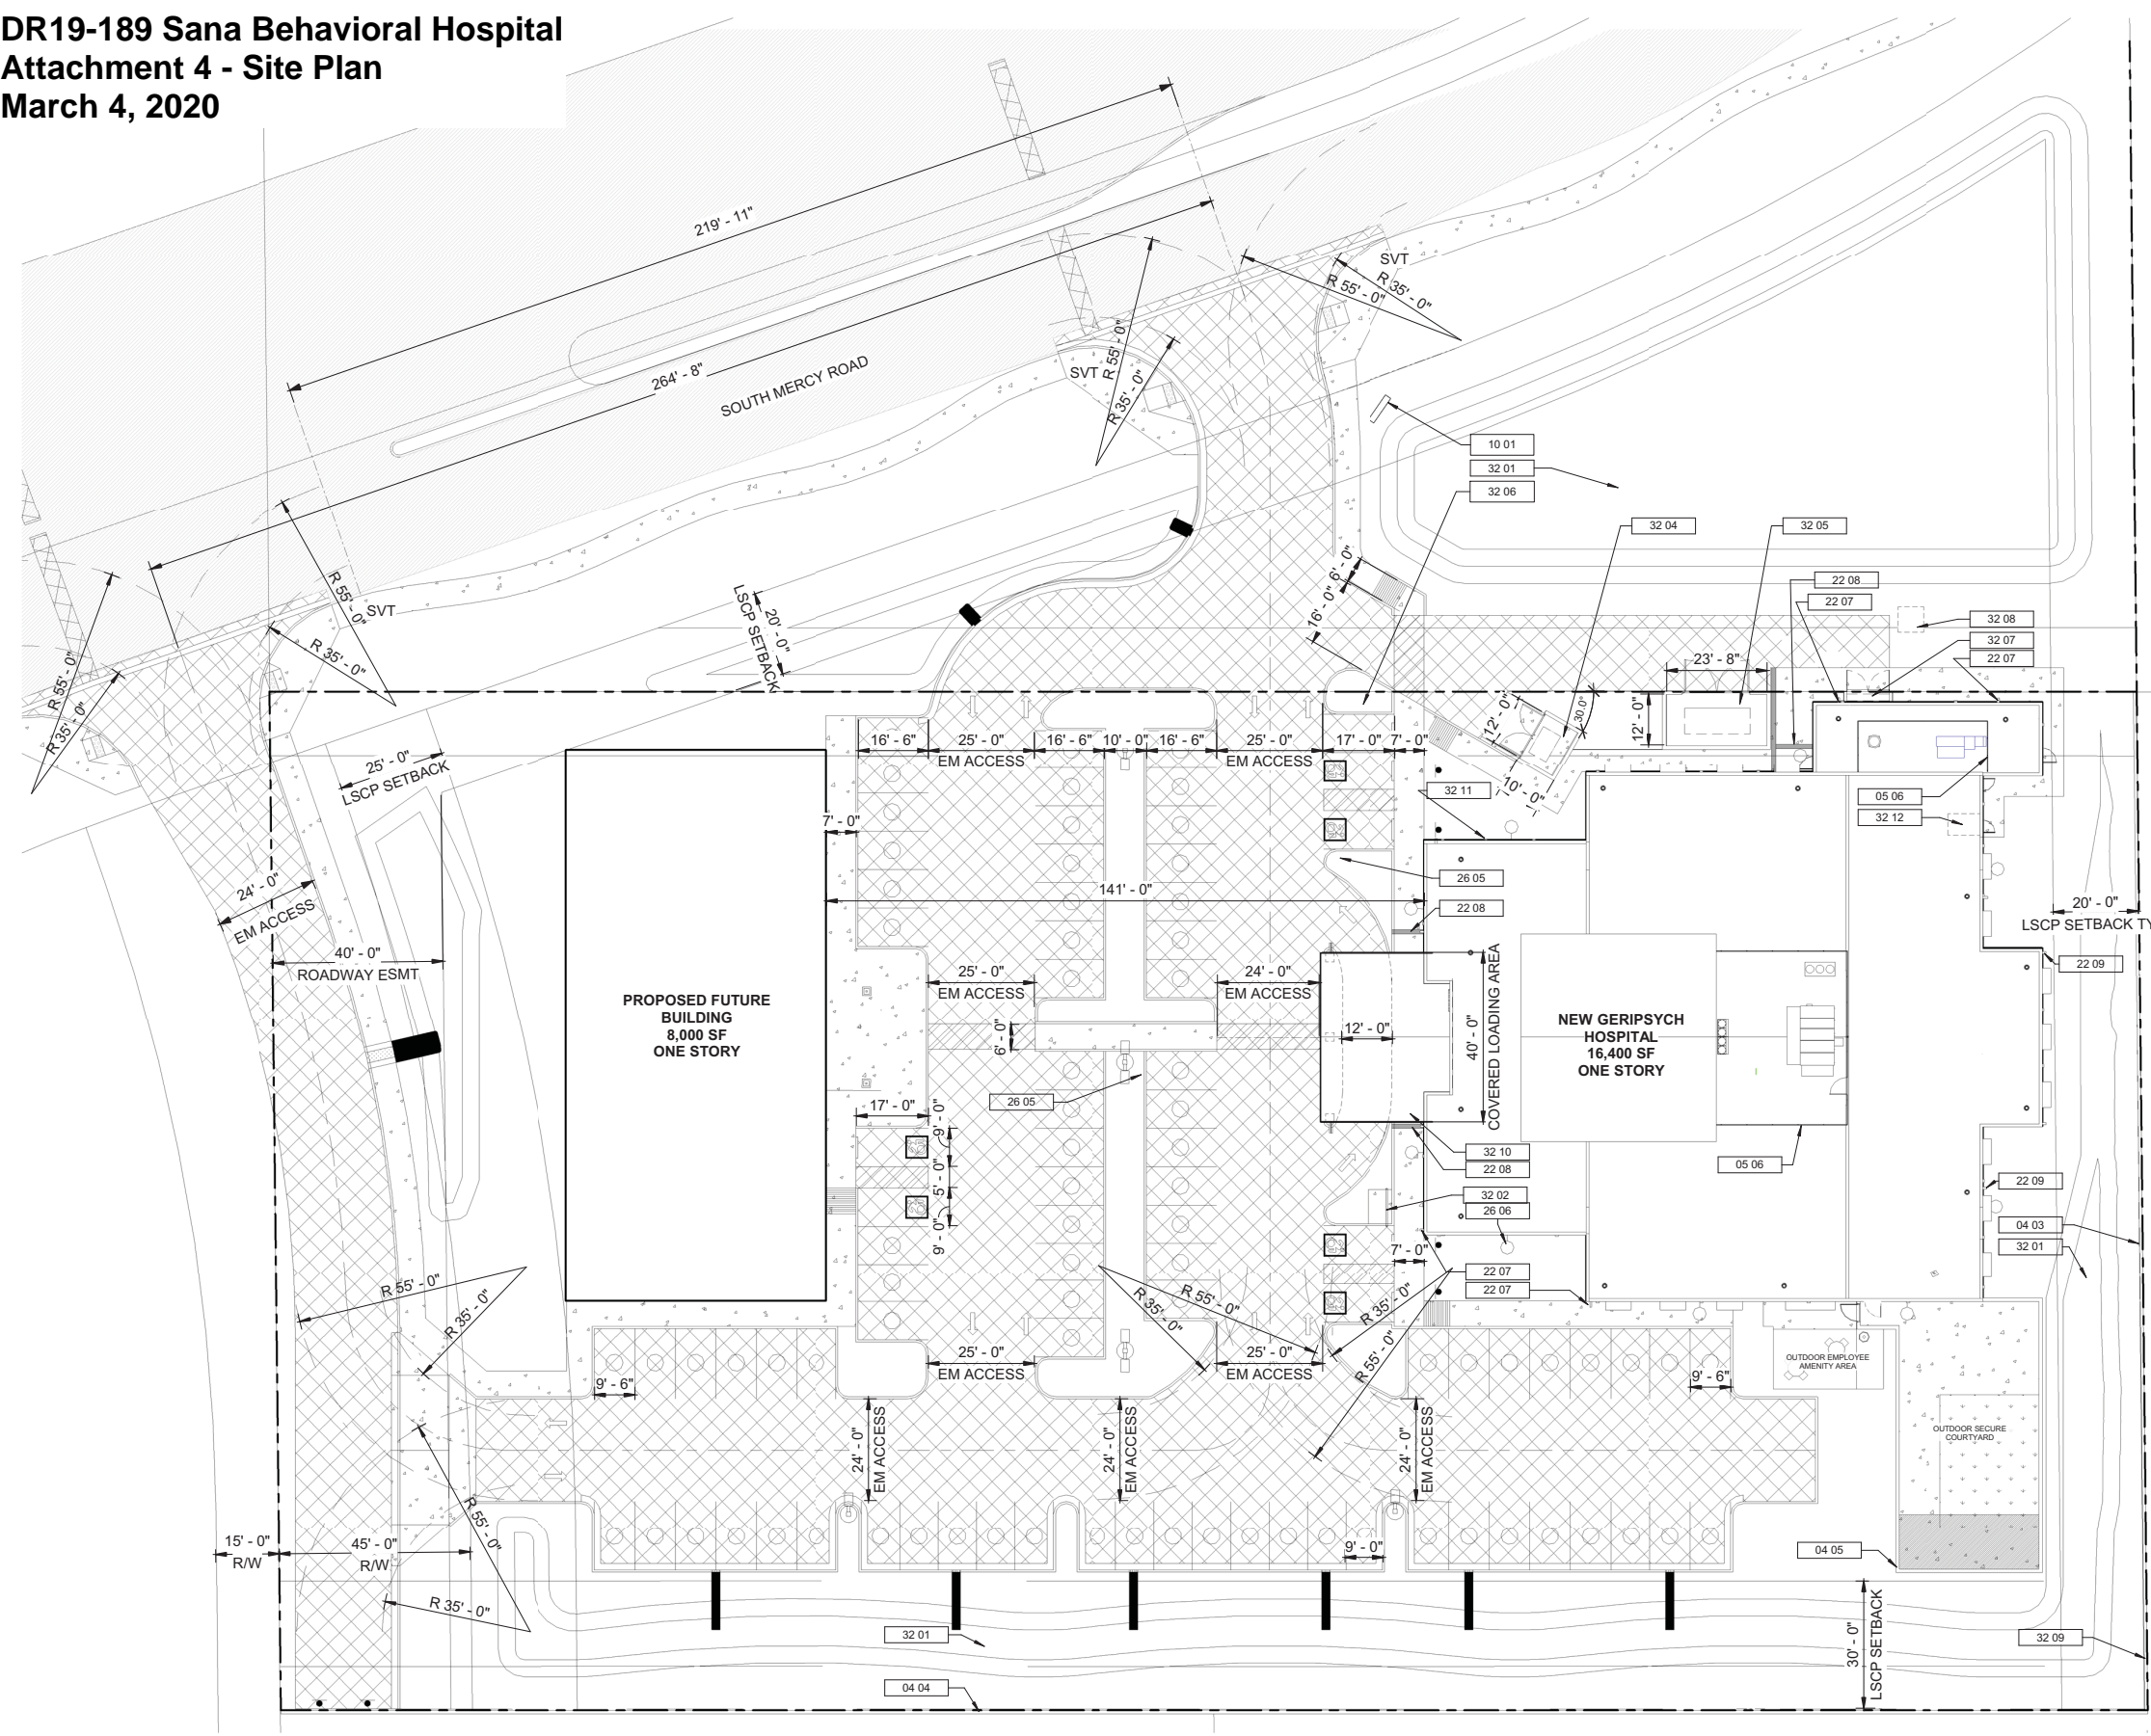 DR19-189 Sana Behavioral Hospital
Attachment 4 - Site Plan
March 4, 2020
219' - 11"
264' - 8"
SOUTH MERCY ROAD
SVT
R 55' - 0"
R 35' - 0"
SVT
R 55' - 0"
R 35' - 0"
10 01
32 01
32 06
32 04
32 05
22 08
22 07
32 08
32 07
22 07
R 55' - 0"
SVT
R 35' - 0"
R 55' - 0"
R 35' - 0"
20' - 0"
LSCP SETBACK
6' - 0"
16' - 0"
23' - 8"
12' - 0"
12' - 0"
30.0°
10' - 0"
25' - 0"
LSCP SETBACK
16' - 6"
25' - 0"
EM ACCESS
16' - 6"
10' - 0"
16' - 6"
25' - 0"
EM ACCESS
17' - 0"
7' - 0"
32 11
05 06
32 12
7' - 0"
141' - 0"
26 05
22 08
24' - 0"
EM ACCESS
20' - 0"
LSCP SETBACK TY
22 09
40' - 0"
ROADWAY ESMT
25' - 0"
EM ACCESS
24' - 0"
EM ACCESS
PROPOSED FUTURE
BUILDING
8,000 SF
ONE STORY
6' - 0"
12' - 0"
40' - 0"
COVERED LOADING AREA
NEW GERIPSYCH
HOSPITAL
16,400 SF
ONE STORY
26 05
17' - 0"
9' - 0"
5' - 0"
9' - 0"
32 10
22 08
05 06
32 02
26 06
22 09
04 03
32 01
7' - 0"
22 07
22 07
R 55' - 0"
R 35' - 0"
R 35' - 0"
R 55' - 0"
R 35' - 0"
R 55' - 0"
25' - 0"
EM ACCESS
25' - 0"
EM ACCESS
9' - 6"
9' - 6"
OUTDOOR EMPLOYEE
AMENITY AREA
OUTDOOR SECURE
COURTYARD
24' - 0"
EM ACCESS
24' - 0"
EM ACCESS
24' - 0"
EM ACCESS
R 55' - 0"
15' - 0"
R/W
45' - 0"
R/W
9' - 0"
04 05
R 35' - 0"
32 01
30' - 0"
LSCP SETBACK
32 09
04 04